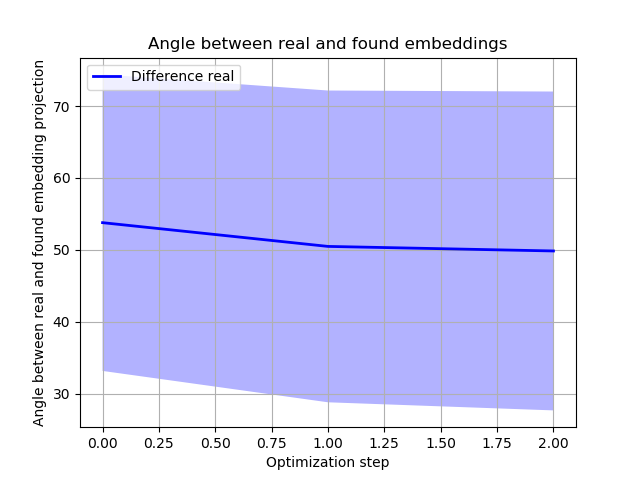 Angle between real and found embeddings
Difference real
Angle between real and found embedding projection
70
60
50
40
30
0.00 0.25 0.50 0.75 1.00 1.25 1.50 1.75 2.00
Optimization step